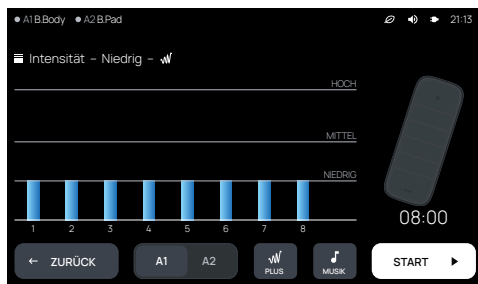 A1 B.Body A2 B.Pad 21:13
Intensität – Niedrig –
HOCH
MITTEL
NIEDRIG
1 2 3 4 5 6 7 8
08:00
← ZURÜCK A1 A2 PLUS MUSIK START